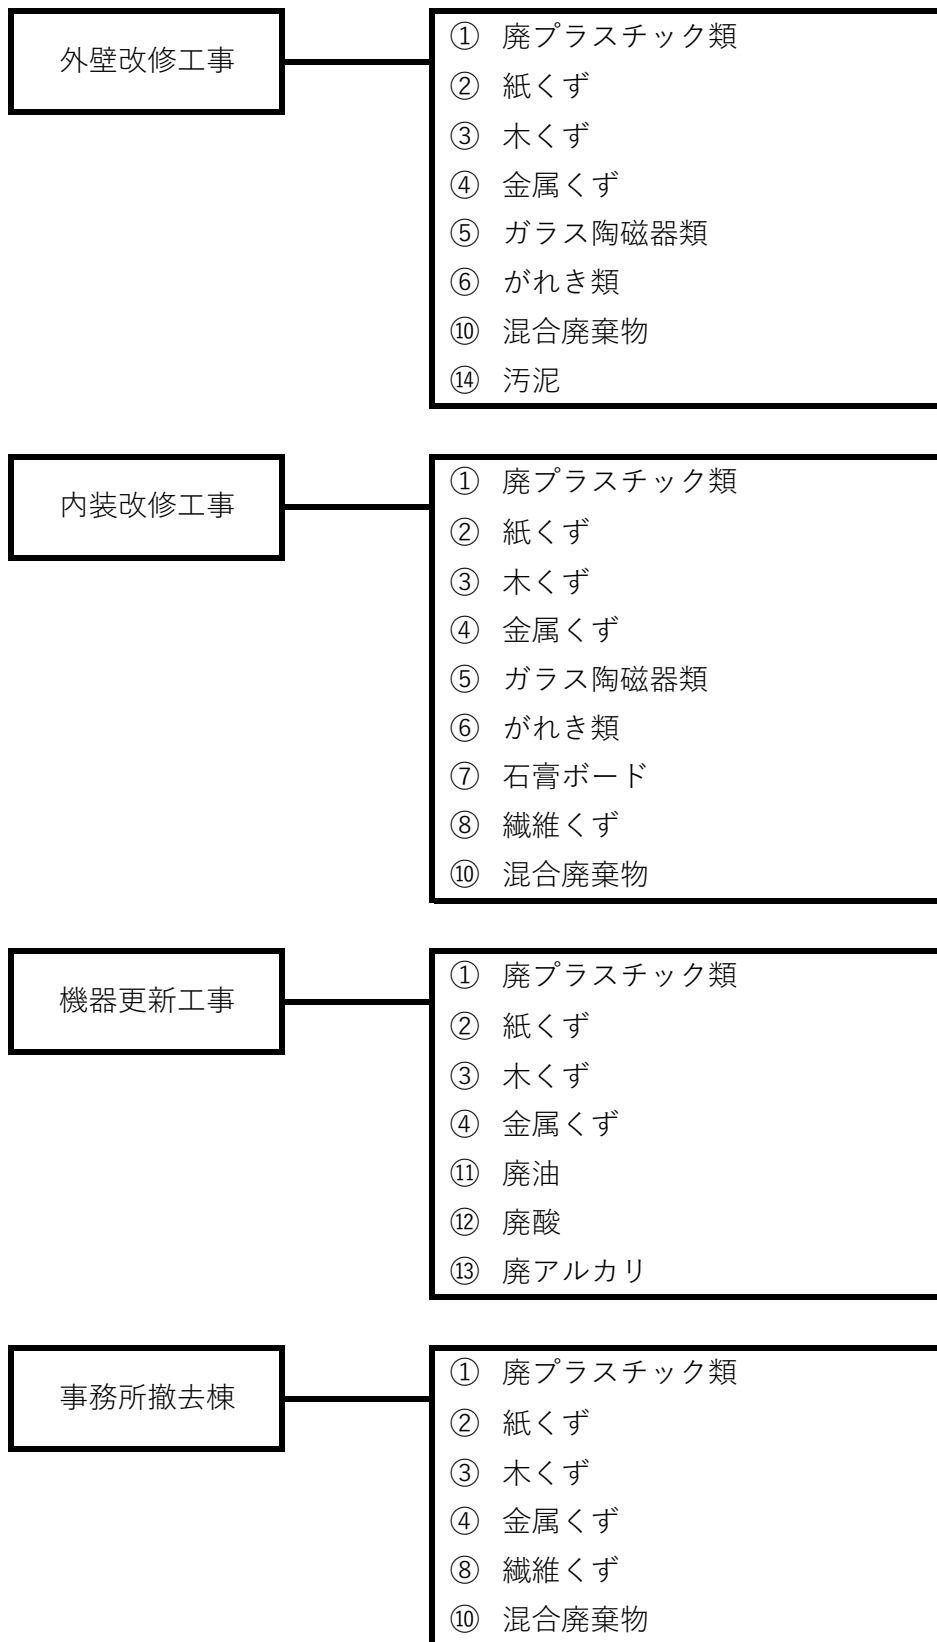 外壁改修工事
① 廃プラスチック類
② 紙くず
③ 木くず
④ 金属くず
⑤ ガラス陶磁器類
⑥ がれき類
⑩ 混合廃棄物
⑭ 汚泥
内装改修工事
① 廃プラスチック類
② 紙くず
③ 木くず
④ 金属くず
⑤ ガラス陶磁器類
⑥ がれき類
⑦ 石膏ボード
⑧ 繊維くず
⑩ 混合廃棄物
機器更新工事
① 廃プラスチック類
② 紙くず
③ 木くず
④ 金属くず
⑪ 廃油
⑫ 廃酸
⑬ 廃アルカリ
事務所撤去棟
① 廃プラスチック類
② 紙くず
③ 木くず
④ 金属くず
⑧ 繊維くず
⑩ 混合廃棄物